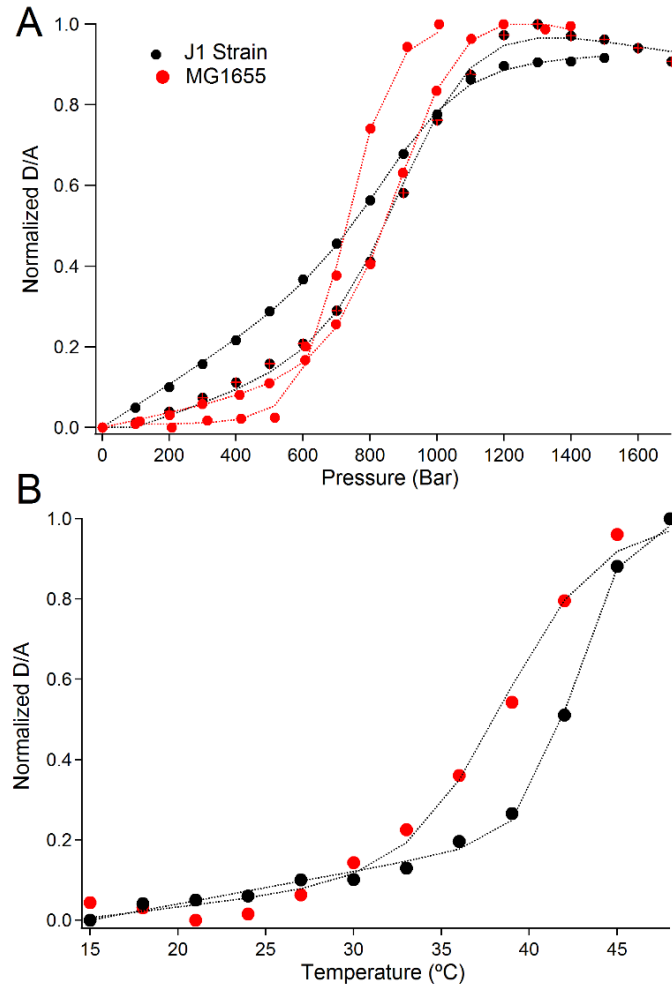 A
1.0
0.8
0.6
0.4
0.2
0.0
Normalized D/A
J1 Strain
MG1655
0 200 400 600 800 1000 1200 1400 1600
Pressure (Bar)
B
1.0
0.8
0.6
0.4
0.2
0.0
Normalized D/A
15 20 25 30 35 40 45
Temperature (ºC)